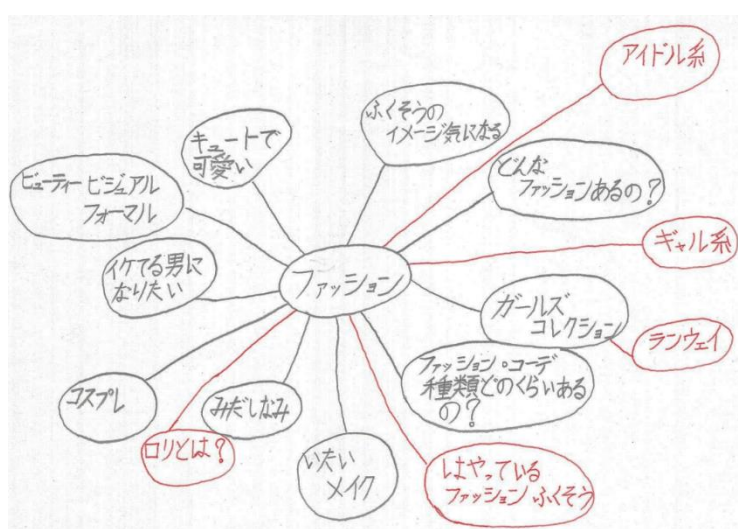 アイドル系
ふくそうの
イメージ気になる
キュートで
可愛い
どんな
ファッションあるの？
ビューティー ビジュアル
フォーマル
ギャル系
イケてる男に
なりたい
ファッション
ガールズ
コレクション
ランウェイ
ファッション・コーデ
種類どのくらいある
の？
コスプレ
みだしなみ
ロリとは？
いたい
メイク
はやっている
ファッション ふくそう